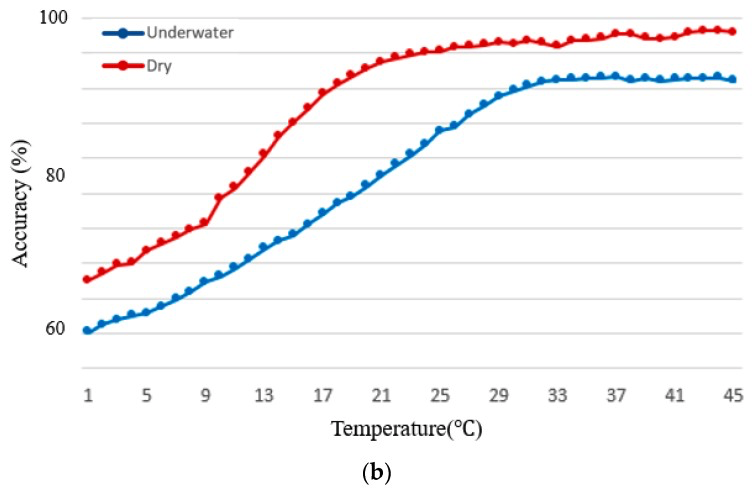 100
Underwater
Dry
80
60
Accuracy (%)
1 5 9 13 17 21 25 29 33 37 41 45
Temperature(℃)
(b)